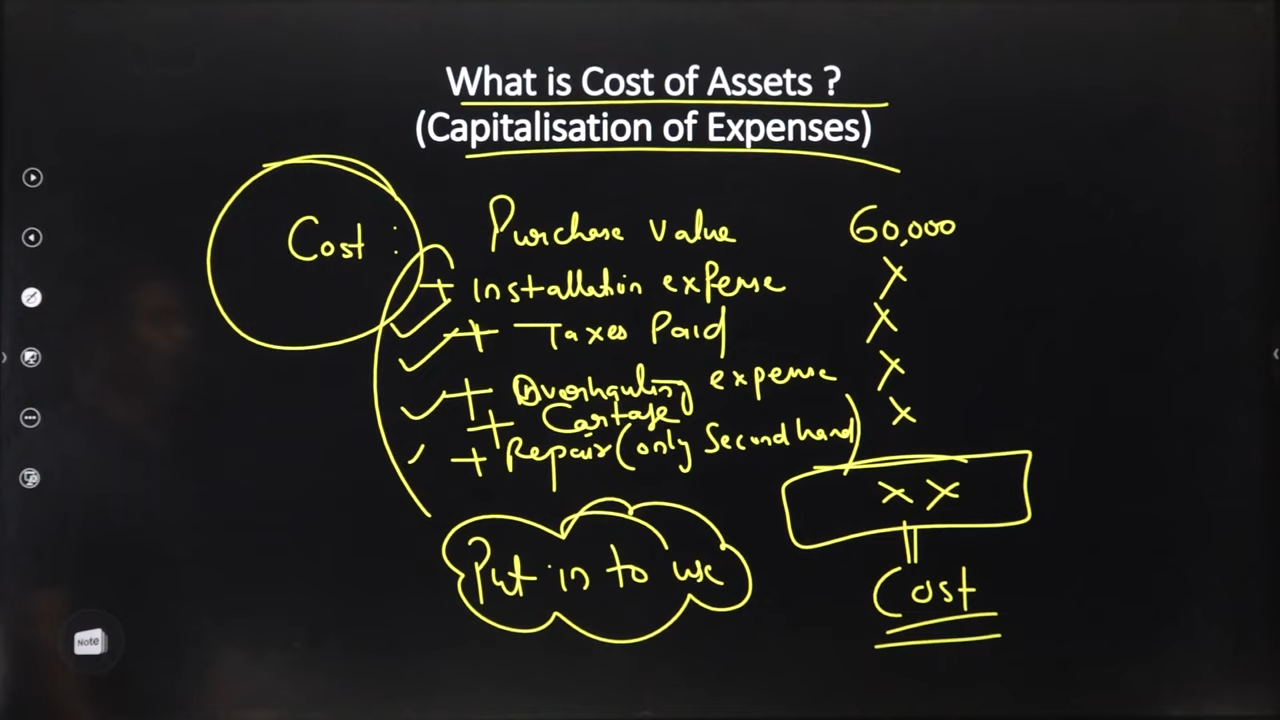 What is Cost of Assets ?
(Capitalisation of Expenses)
Cost :
Purchase value 60,000
+ Installation expense X
+ Taxes Paid X
+ Overhauling expense X
+ Cartage X
+ Repair (only Second hand)
X X
Put in to use
Cost
Note